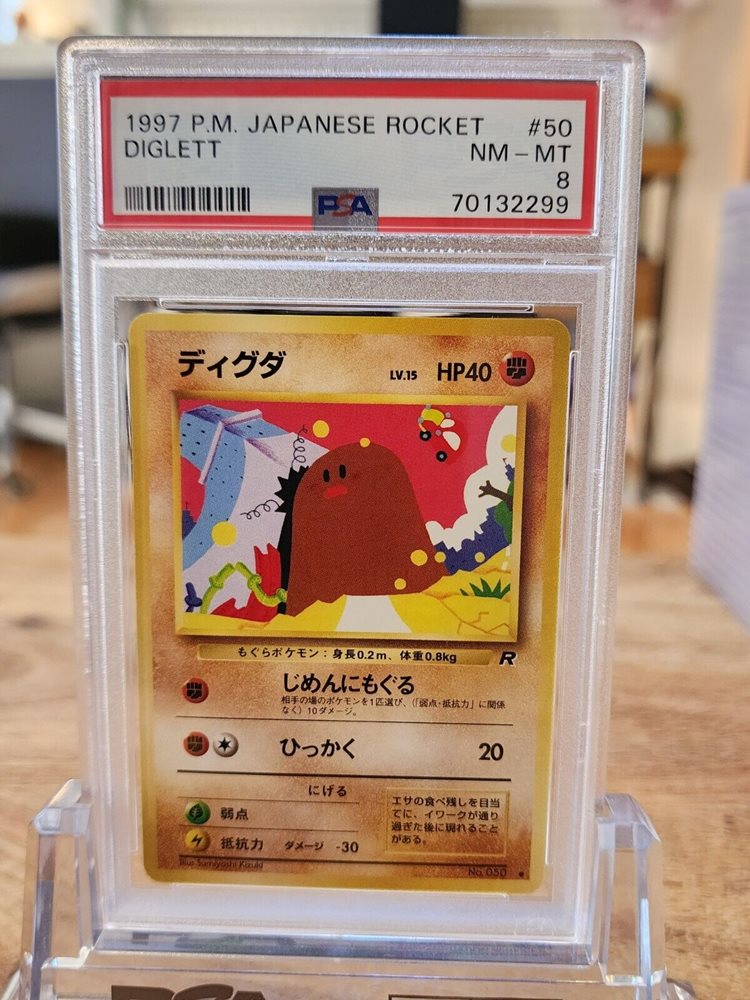 1997 P.M. JAPANESE ROCKET #50
DIGLETT NM - MT
8
PSA 70132299
ディグダ LV.15 HP40
もぐらポケモン：身長0.2m、体重0.8kg R
じめんにもぐる
相手の場のポケモンを1匹選び、（「弱点・抵抗力」に関係
なく）10ダメージ。
ひっかく 20
にげる
弱点
抵抗力 ダメージ -30
エサの食べ残しを目当
てに、イワークが通り
過ぎた後に現れること
がある。
Illus. Sumiyoshi Kizuki
No. 050
PSA